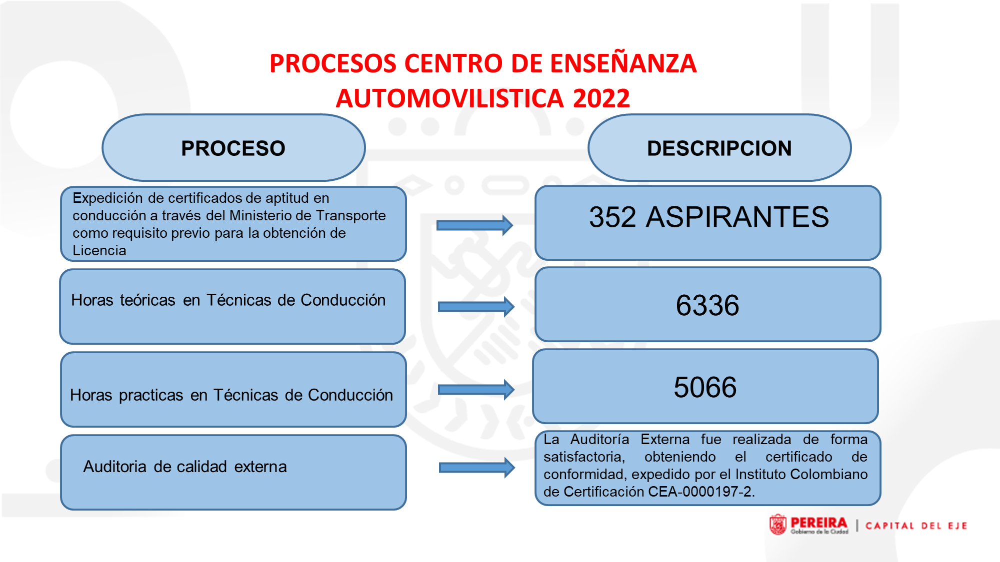 PROCESOS CENTRO DE ENSEÑANZA
AUTOMOVILISTICA 2022
PROCESO
DESCRIPCION
Expedición de certificados de aptitud en
conducción a través del Ministerio de Transporte
como requisito previo para la obtención de
Licencia
352 ASPIRANTES
Horas teóricas en Técnicas de Conducción
6336
Horas practicas en Técnicas de Conducción
5066
Auditoria de calidad externa
La Auditoría Externa fue realizada de forma
satisfactoria, obteniendo el certificado de
conformidad, expedido por el Instituto Colombiano
de Certificación CEA-0000197-2.
PEREIRA
Gobierno de la Ciudad
CAPITAL DEL EJE